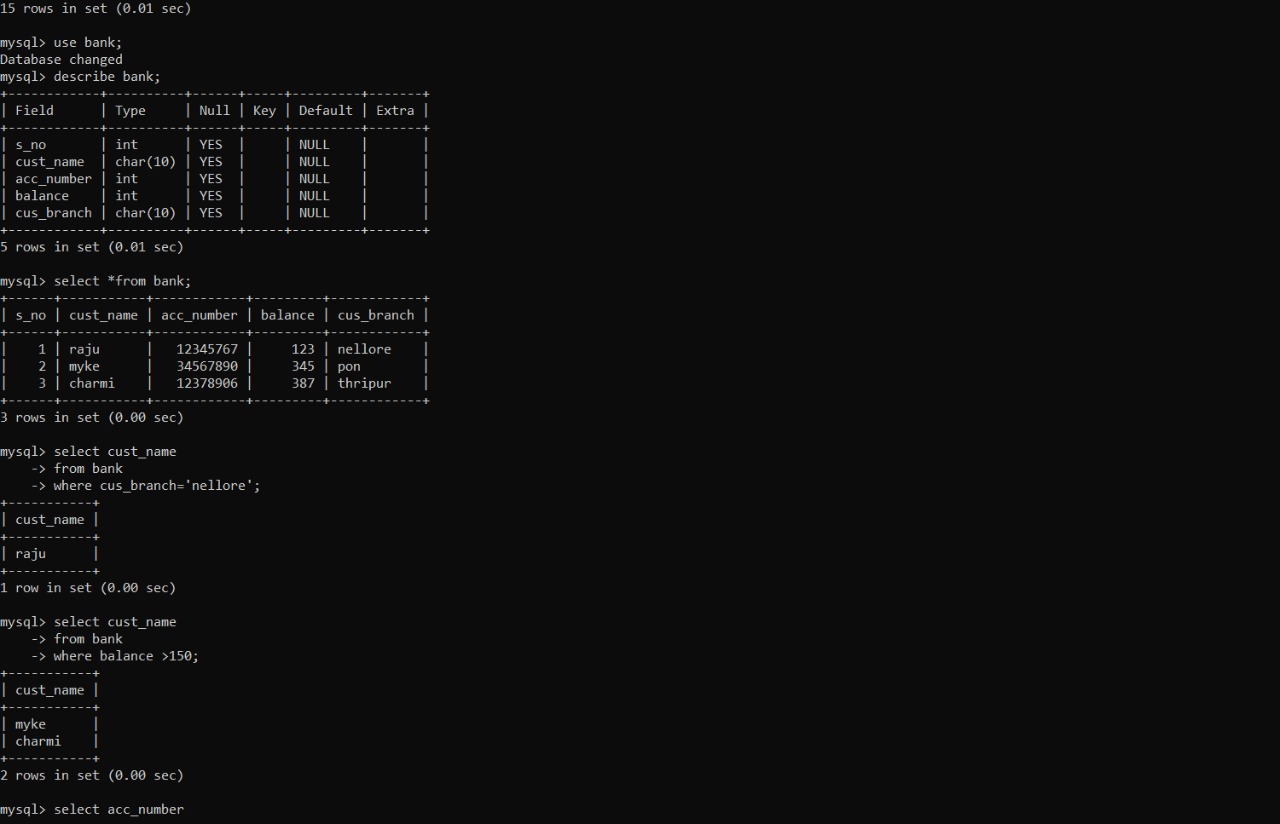 15 rows in set (0.01 sec)

mysql> use bank;
Database changed
mysql> describe bank;
+------------+----------+------+-----+---------+-------+
| Field      | Type     | Null | Key | Default | Extra |
+------------+----------+------+-----+---------+-------+
| s_no       | int      | YES  |     | NULL    |       |
| cust_name  | char(10) | YES  |     | NULL    |       |
| acc_number | int      | YES  |     | NULL    |       |
| balance    | int      | YES  |     | NULL    |       |
| cus_branch | char(10) | YES  |     | NULL    |       |
+------------+----------+------+-----+---------+-------+
5 rows in set (0.01 sec)

mysql> select *from bank;
+------+-----------+------------+---------+------------+
| s_no | cust_name | acc_number | balance | cus_branch |
+------+-----------+------------+---------+------------+
|    1 | raju      |   12345767 |     123 | nellore    |
|    2 | myke      |   34567890 |     345 | pon        |
|    3 | charmi    |   12378906 |     387 | thripur    |
+------+-----------+------------+---------+------------+
3 rows in set (0.00 sec)

mysql> select cust_name
    -> from bank
    -> where cus_branch='nellore';
+-----------+
| cust_name |
+-----------+
| raju      |
+-----------+
1 row in set (0.00 sec)

mysql> select cust_name
    -> from bank
    -> where balance >150;
+-----------+
| cust_name |
+-----------+
| myke      |
| charmi    |
+-----------+
2 rows in set (0.00 sec)

mysql> select acc_number